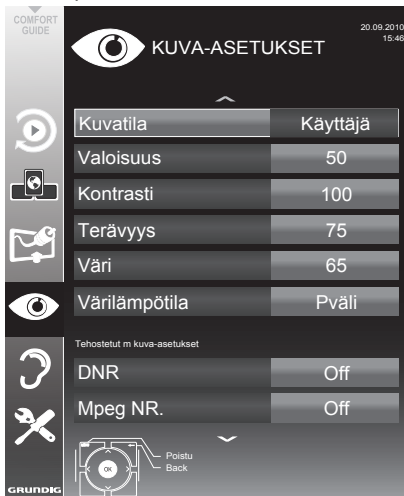 COMFORT
GUIDE
KUVA-ASETUKSET
20.09.2010
15:46
Kuvatila Käyttäjä
Valoisuus 50
Kontrasti 100
Terävyys 75
Väri 65
Värilämpötila Pväli
Tehostetut m kuva-asetukset
DNR Off
Mpeg NR. Off
Poistu
Back
OK
GRUNDIG